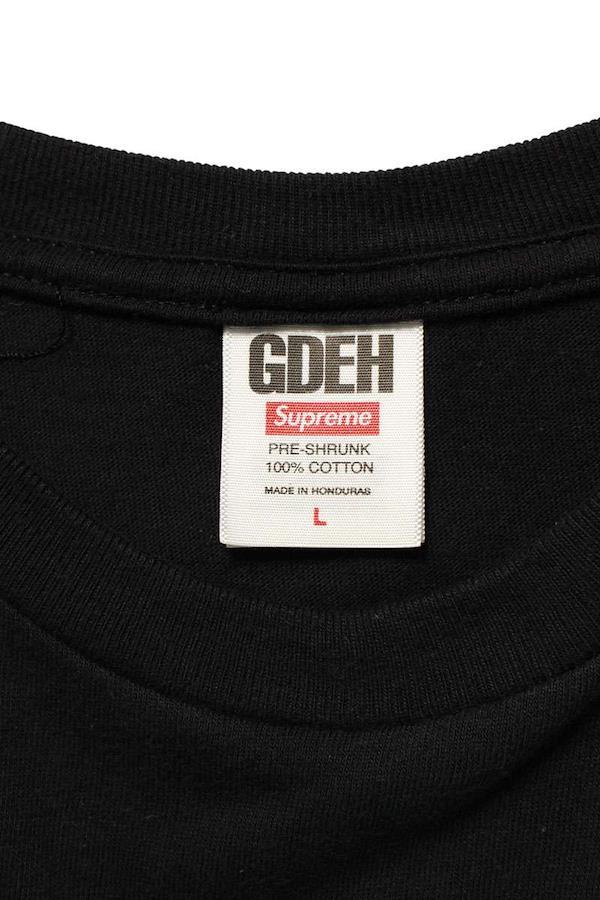 GDEH
Supreme
PRE-SHRUNK
100% COTTON
MADE IN HONDURAS
L